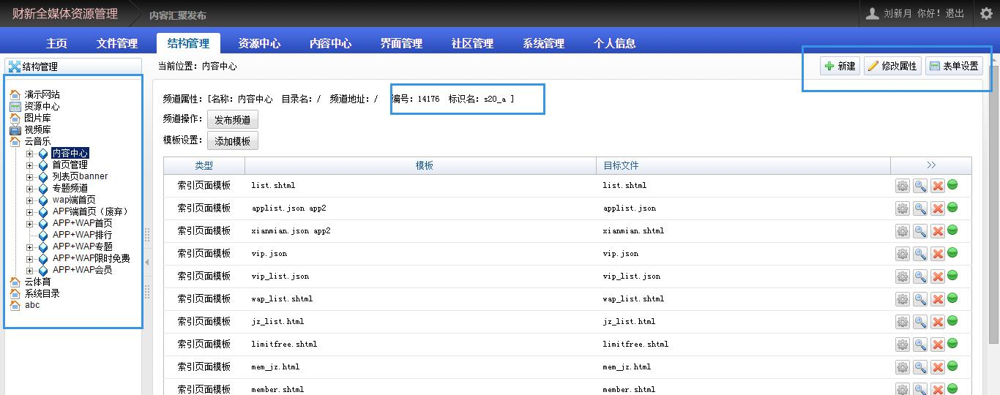 财新全媒体资源管理 内容汇聚发布 刘新月 你好! 退出
主页 文件管理 结构管理 资源中心 内容中心 界面管理 社区管理 系统管理 个人信息
结构管理
演示网站
资源中心
图片库
视频库
云音乐
内容中心
首页管理
列表页banner
专题频道
wap端首页
APP端首页（废弃）
APP+WAP首页
APP+WAP排行
APP+WAP专题
APP+WAP限时免费
APP+WAP会员
云体育
系统目录
abc
当前位置: 内容中心 新建 修改属性 表单设置
频道属性: [名称: 内容中心 目录名: / 频道地址: / 编号: 14176 标识名: s20_a ]
频道操作: 发布频道
模板设置: 添加模板
类型 模板 目标文件 >>
索引页面模板 list.shtml list.shtml
索引页面模板 applist.json app2 applist.json
索引页面模板 xianmian.json app2 xianmian.shtml
索引页面模板 vip.json vip.json
索引页面模板 vip_list.json vip_list.json
索引页面模板 wap_list.shtml wap_list.shtml
索引页面模板 jz_list.html jz_list.html
索引页面模板 limitfree.shtml limitfree.shtml
索引页面模板 mem_jz.html mem_jz.html
索引页面模板 member.shtml member.shtml